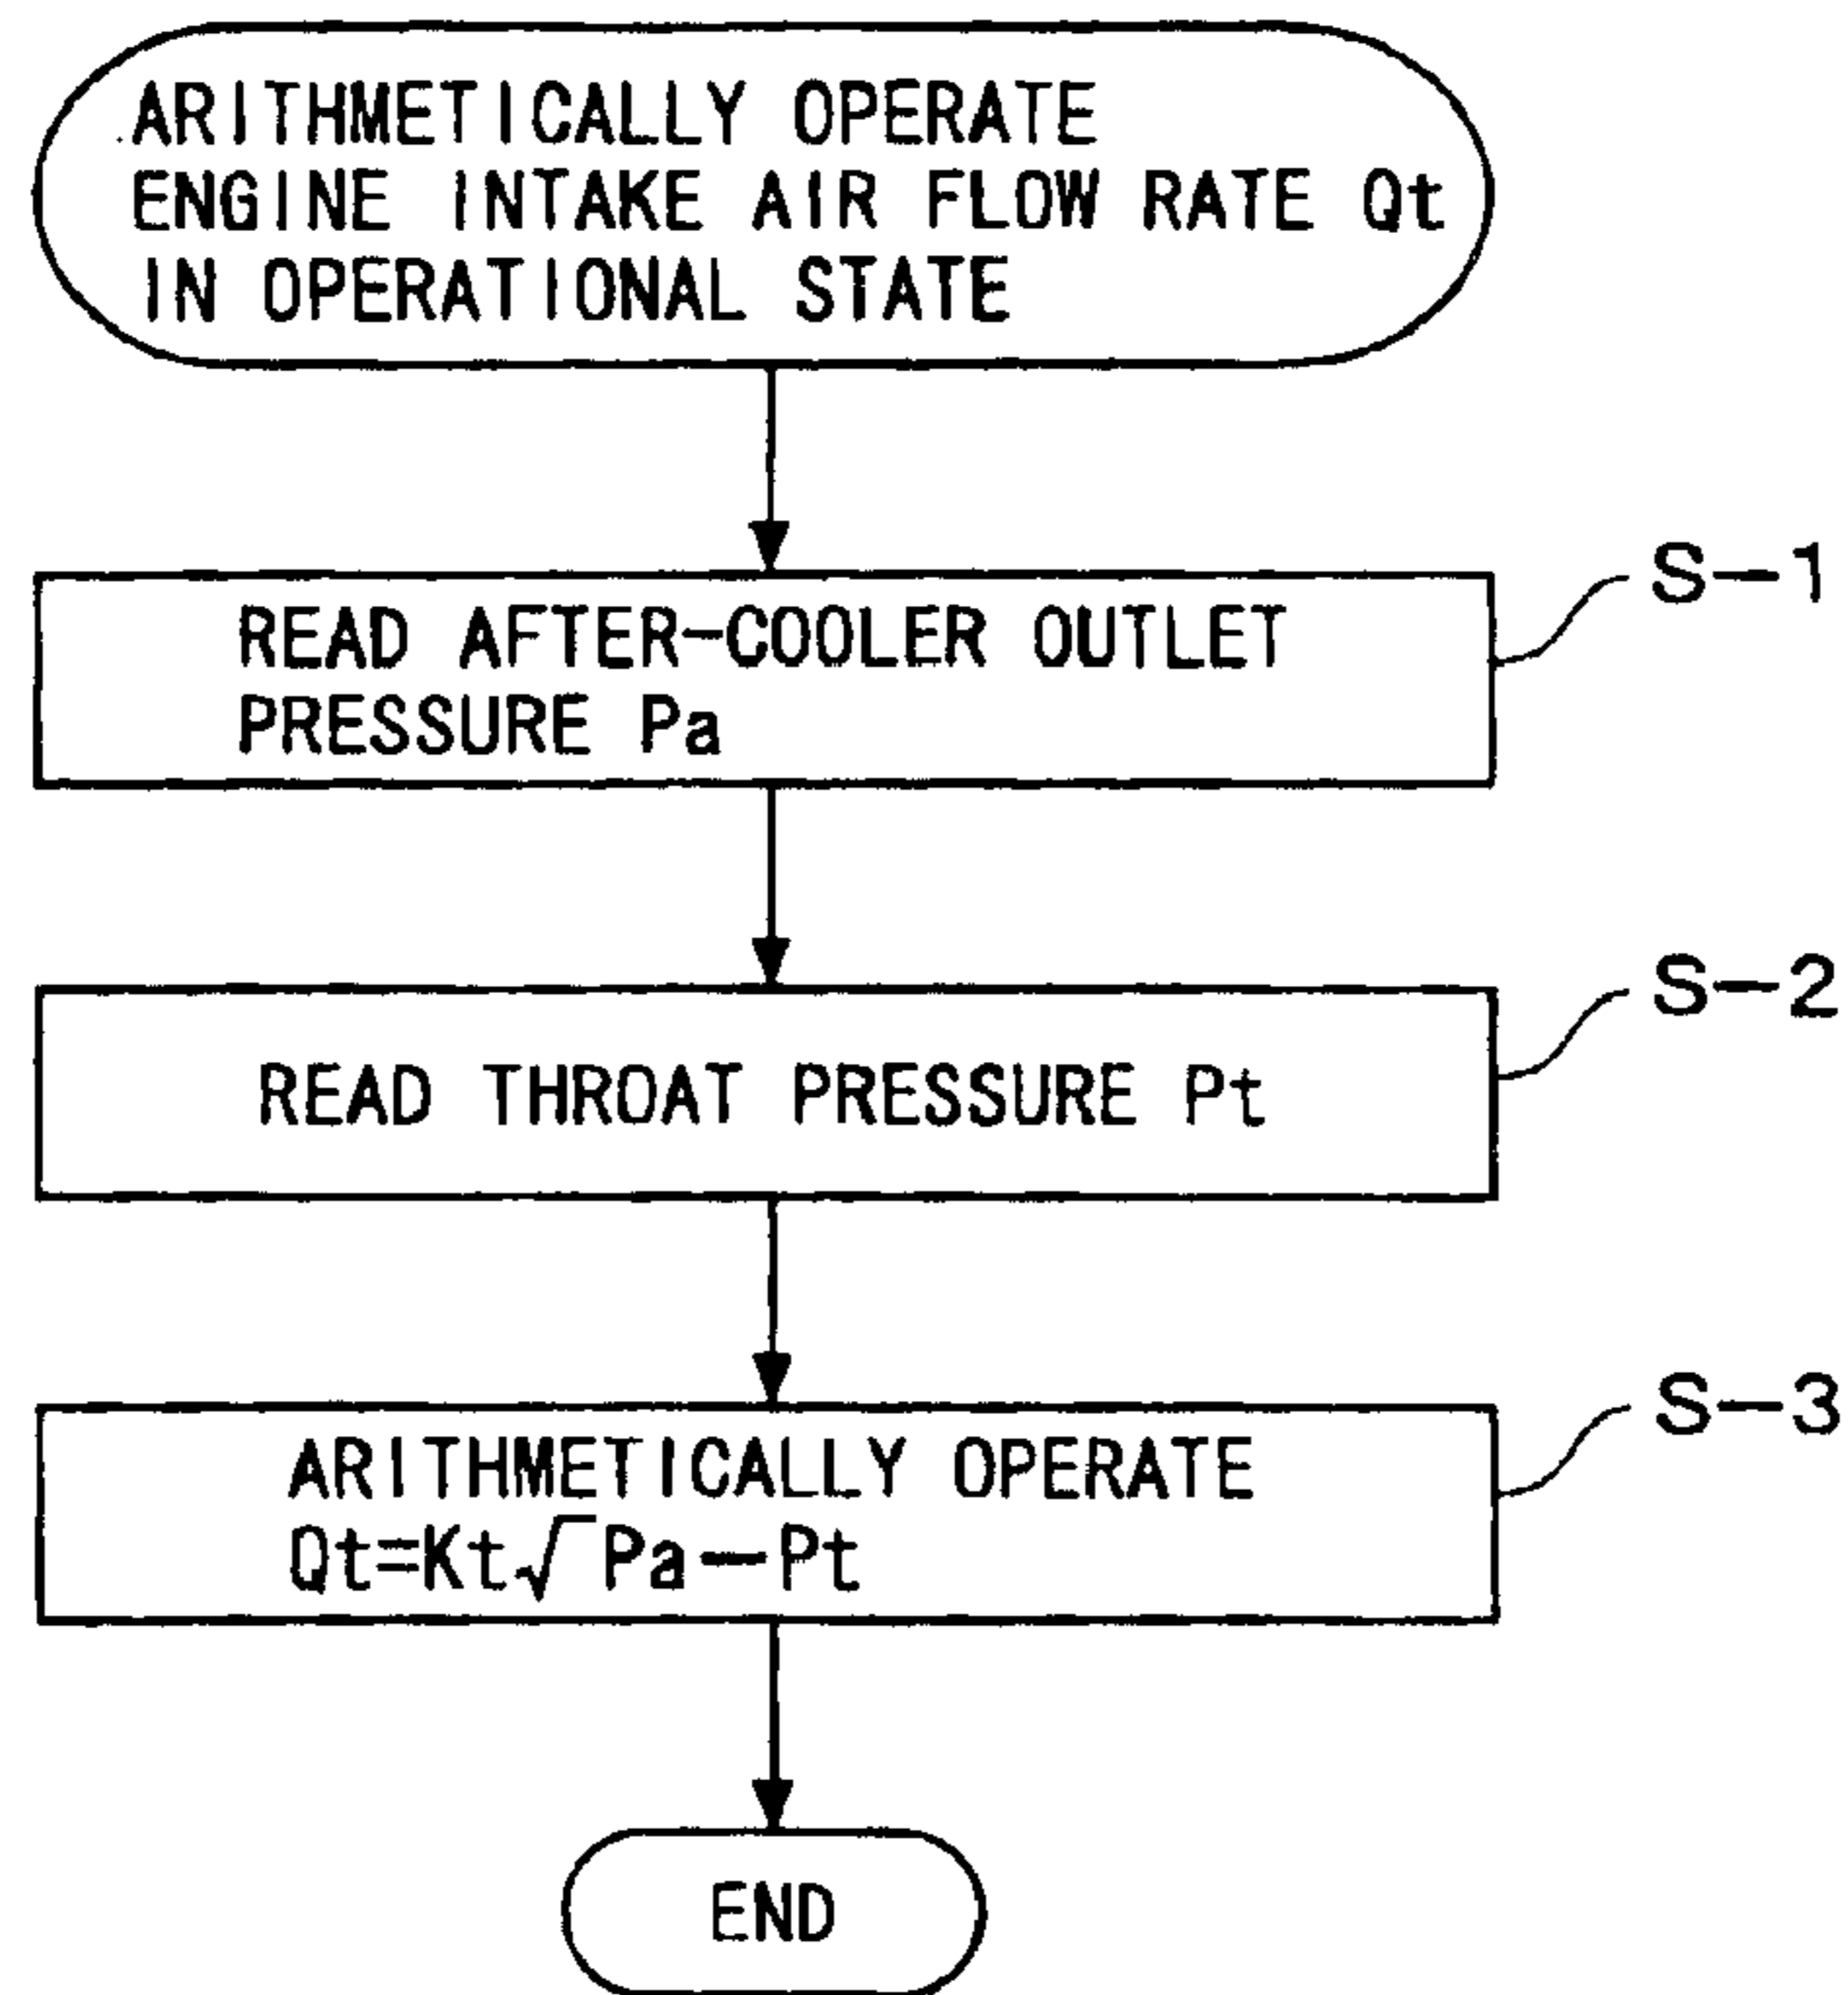 ARITHMETICALLY OPERATE
ENGINE INTAKE AIR FLOW RATE Qt
IN OPERATIONAL STATE
S-1
READ AFTER-COOLER OUTLET
PRESSURE Pa
S-2
READ THROAT PRESSURE Pt
S-3
ARITHMETICALLY OPERATE
Qt=Kt√Pa-Pt
END